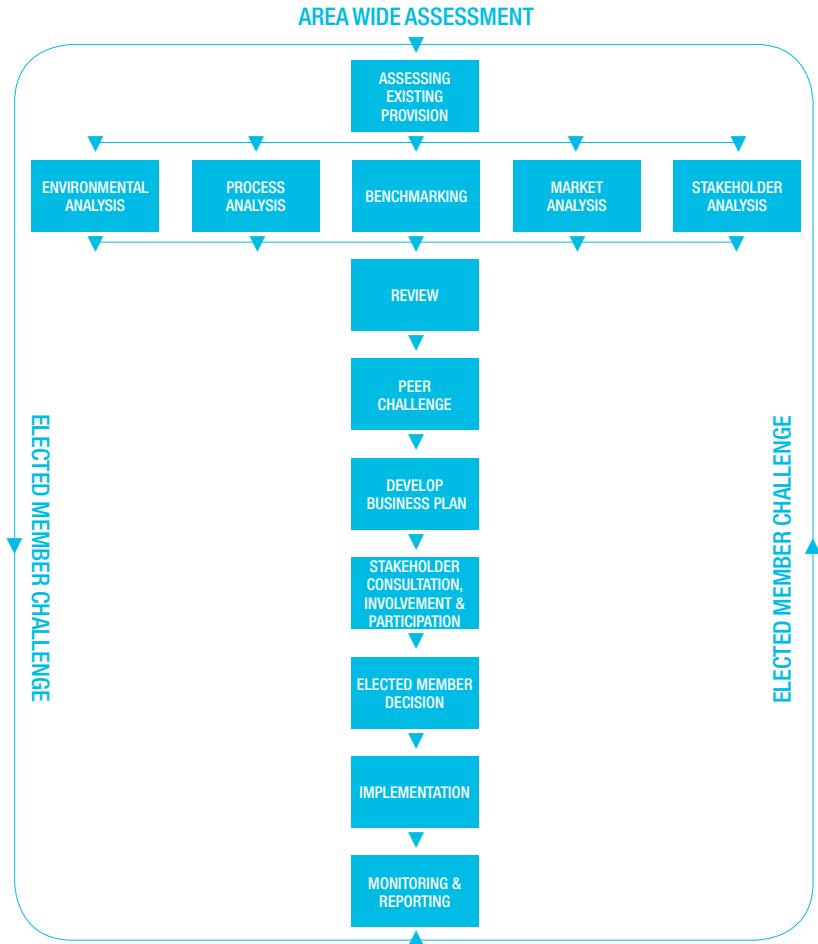 AREA WIDE ASSESSMENT
ASSESSING
EXISTING
PROVISION
ENVIRONMENTAL
ANALYSIS
PROCESS
ANALYSIS
BENCHMARKING
MARKET
ANALYSIS
STAKEHOLDER
ANALYSIS
REVIEW
PEER
CHALLENGE
DEVELOP
BUSINESS PLAN
STAKEHOLDER
CONSULTATION,
INVOLVEMENT &
PARTICIPATION
ELECTED MEMBER
DECISION
IMPLEMENTATION
MONITORING &
REPORTING
ELECTED MEMBER CHALLENGE
ELECTED MEMBER CHALLENGE